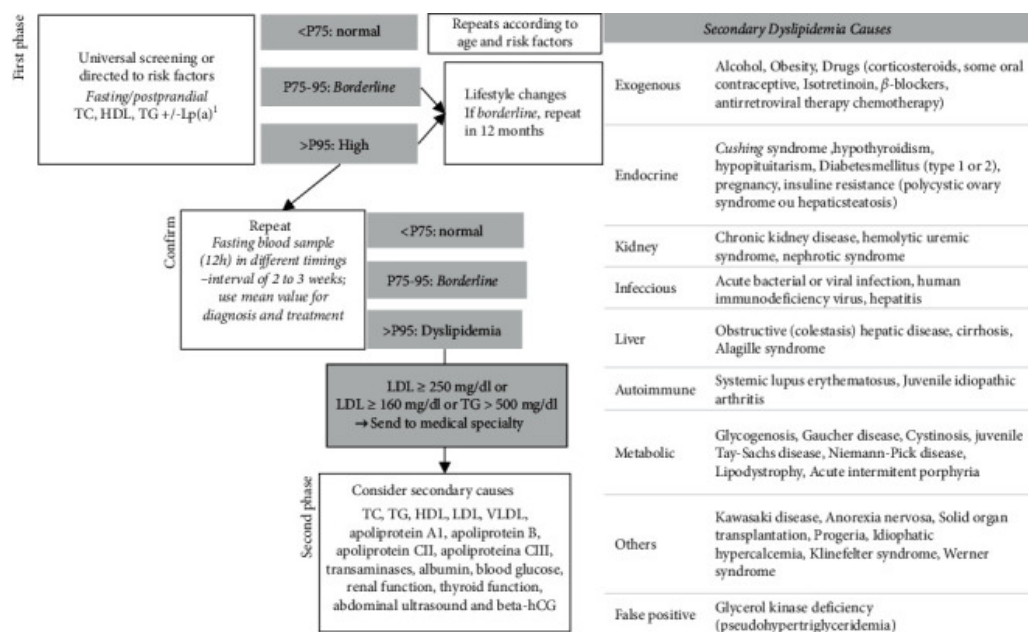 First phase
Universal screening or
directed to risk factors
Fasting/postprandial
TC, HDL, TG +/-Lp(a)1
<P75: normal
P75-95: Borderline
>P95: High
Repeats according to
age and risk factors
Lifestyle changes
If borderline, repeat
in 12 months
Confirm
Repeat
Fasting blood sample
(12h) in different timings
–interval of 2 to 3 weeks;
use mean value for
diagnosis and treatment
<P75: normal
P75-95: Borderline
>P95: Dyslipidemia
LDL ≥ 250 mg/dl or
LDL ≥ 160 mg/dl or TG > 500 mg/dl
→ Send to medical specialty
Second phase
Consider secondary causes
TC, TG, HDL, LDL, VLDL,
apoliprotein A1, apoliprotein B,
apoliprotein CII, apoliproteína CIII,
transaminases, albumin, blood glucose,
renal function, thyroid function,
abdominal ultrasound and beta-hCG
Secondary Dyslipidemia Causes
Exogenous
Alcohol, Obesity, Drugs (corticosteroids, some oral
contraceptive, Isotretinoin, β-blockers,
antirretroviral therapy chemotherapy)
Endocrine
Cushing syndrome ,hypothyroidism,
hypopituitarism, Diabetesmellitus (type 1 or 2),
pregnancy, insuline resistance (polycystic ovary
syndrome ou hepaticsteatosis)
Kidney
Chronic kidney disease, hemolytic uremic
syndrome, nephrotic syndrome
Infeccious
Acute bacterial or viral infection, human
immunodeficiency virus, hepatitis
Liver
Obstructive (colestasis) hepatic disease, cirrhosis,
Alagille syndrome
Autoimmune
Systemic lupus erythematosus, Juvenile idiopathic
arthritis
Metabolic
Glycogenosis, Gaucher disease, Cystinosis, juvenile
Tay-Sachs disease, Niemann-Pick disease,
Lipodystrophy, Acute intermitent porphyria
Others
Kawasaki disease, Anorexia nervosa, Solid organ
transplantation, Progeria, Idiophatic
hypercalcemia, Klinefelter syndrome, Werner
syndrome
False positive
Glycerol kinase deficiency
(pseudohypertriglyceridemia)